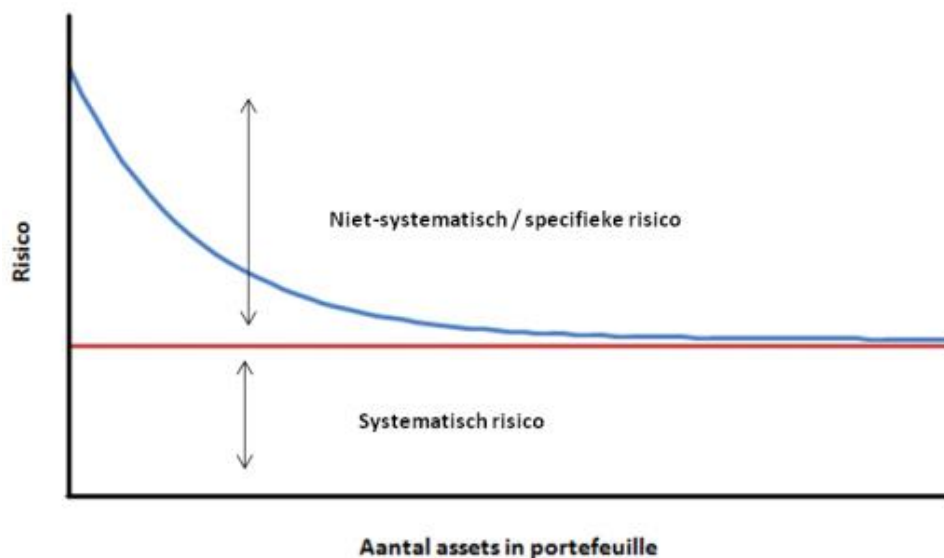 Risico
Niet-systematisch / specifieke risico
Systematisch risico
Aantal assets in portefeuille